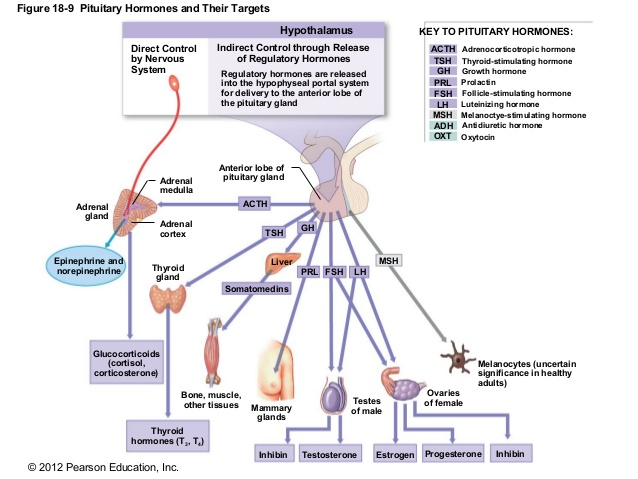 Figure 18-9 Pituitary Hormones and Their Targets
Hypothalamus
Direct Control
by Nervous
System
Indirect Control through Release
of Regulatory Hormones
Regulatory hormones are released
into the hypophyseal portal system
for delivery to the anterior lobe of
the pituitary gland
KEY TO PITUITARY HORMONES:
ACTH Adrenocorticotropic hormone
TSH Thyroid-stimulating hormone
GH Growth hormone
PRL Prolactin
FSH Follicle-stimulating hormone
LH Luteinizing hormone
MSH Melanoctye-stimulating hormone
ADH Antidiuretic hormone
OXT Oxytocin
Anterior lobe of
pituitary gland
Adrenal
medulla
Adrenal
gland
Adrenal
cortex
ACTH
TSH
GH
Epinephrine and
norepinephrine
Thyroid
gland
Liver
PRL
FSH
LH
MSH
Somatomedins
Glucocorticoids
(cortisol,
corticosterone)
Bone, muscle,
other tissues
Mammary
glands
Testes
of male
Ovaries
of female
Melanocytes (uncertain
significance in healthy
adults)
Thyroid
hormones (T3, T4)
Inhibin
Testosterone
Estrogen
Progesterone
Inhibin
© 2012 Pearson Education, Inc.